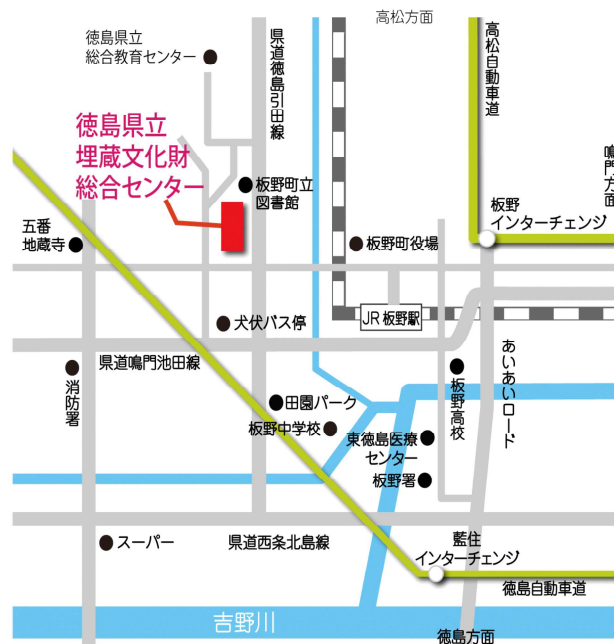 高松方面
徳島県立
総合教育センター
県道徳島引田線
高松自動車道
徳島県立
埋蔵文化財
総合センター
鳴門方面
板野町立
図書館
板野
インターチェンジ
五番
地蔵寺
板野町役場
犬伏バス停
JR板野駅
県道鳴門池田線
あいあいロード
消防署
田園パーク
板野高校
板野中学校
東徳島医療
センター
板野署
スーパー
県道西条北島線
藍住
インターチェンジ
徳島自動車道
吉野川
徳島方面